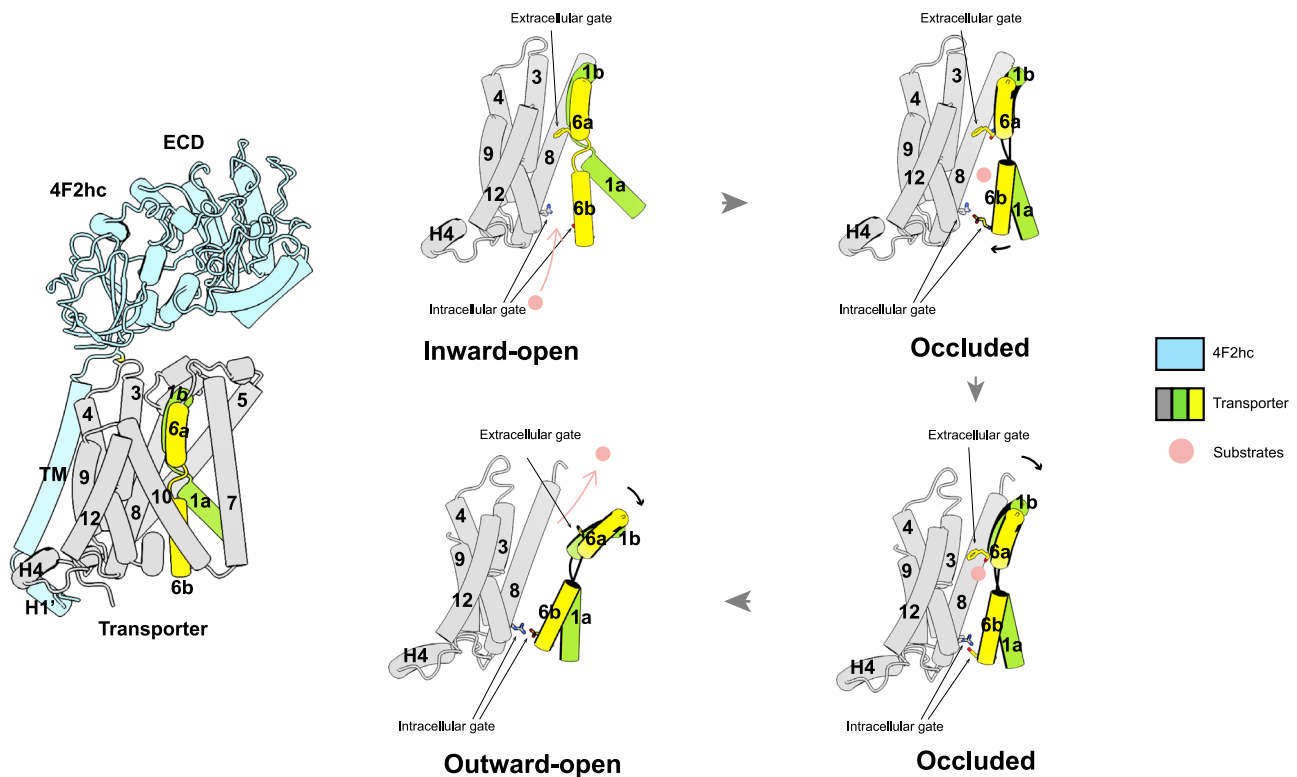 ECD
4F2hc
3
1b
5
4
6a
TM
9
10
1a
7
12
8
H4
6b
H1'
Transporter
Extracellular gate
3
1b
4
6a
9
8
1a
12
6b
H4
Intracellular gate
Inward-open
Extracellular gate
3
1b
4
6a
9
8
12
6b
1a
H4
Intracellular gate
Occluded
Extracellular gate
4
6a
1b
3
9
8
12
6b
1a
H4
Intracellular gate
Outward-open
Extracellular gate
1b
4
6a
3
9
8
12
6b
1a
H4
Intracellular gate
Occluded
4F2hc
Transporter
Substrates